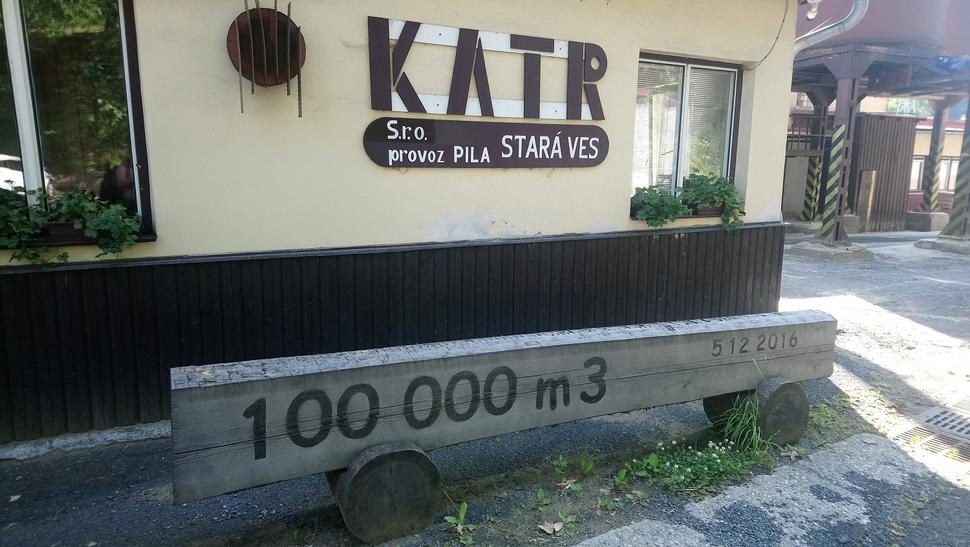 KATR
S.r.o.
provoz PILA STARÁ VES
100 000 m3
5 12 2016